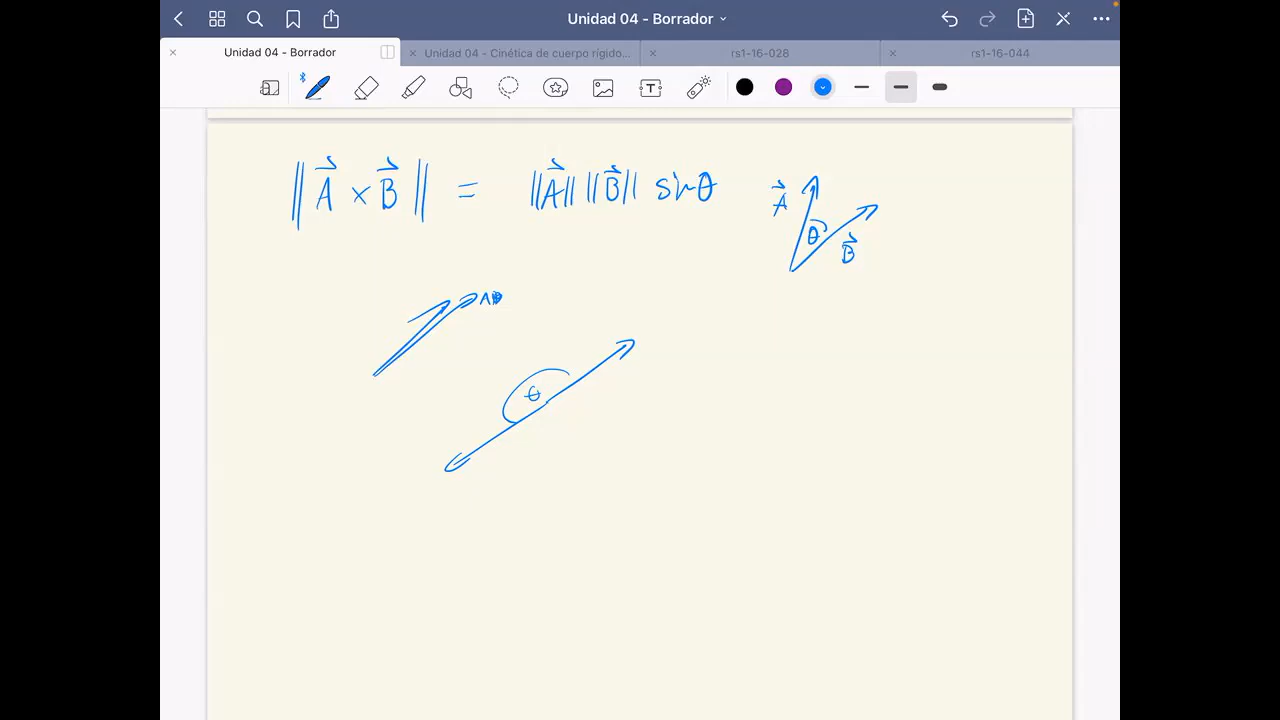 Unidad 04 - Borrador
Unidad 04 - Borrador
Unidad 04 - Cinética de cuerpo rígido...
rs1-16-028
rs1-16-044
T
‖A⃗ × B⃗‖ = ‖A⃗‖ ‖B⃗‖ sin θ
A⃗
θ
B⃗
θ